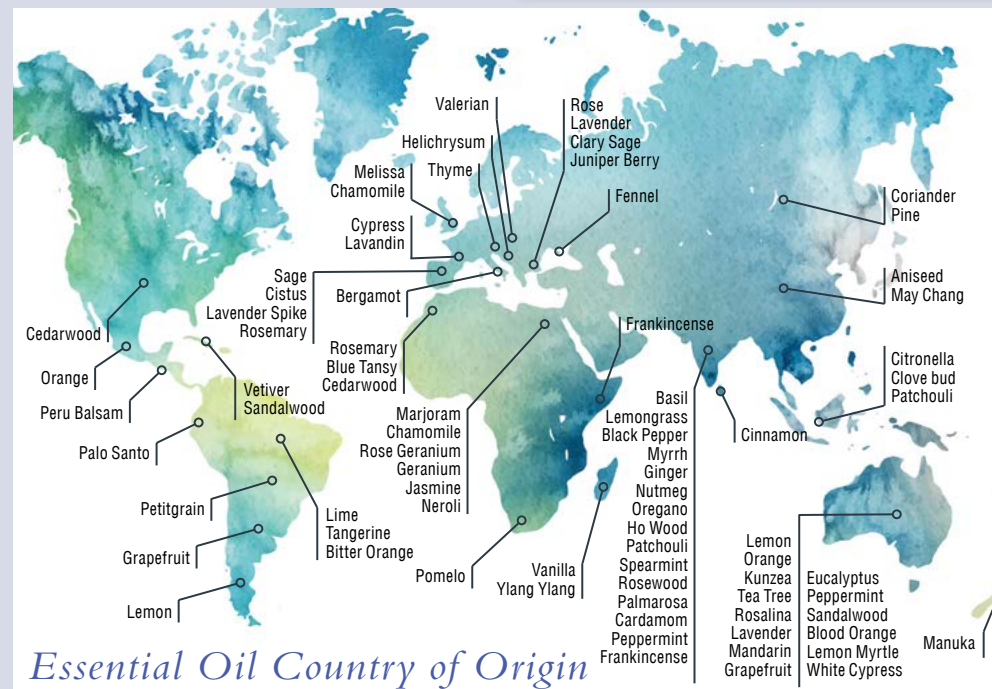 Valerian
Helichrysum
Thyme
Melissa
Chamomile
Cypress
Lavandin
Rose
Lavender
Clary Sage
Juniper Berry
Fennel
Coriander
Pine
Aniseed
May Chang
Sage
Cistus
Lavender Spike
Rosemary
Bergamot
Cedarwood
Orange
Peru Balsam
Palo Santo
Vetiver
Sandalwood
Rosemary
Blue Tansy
Cedarwood
Marjoram
Chamomile
Rose Geranium
Geranium
Jasmine
Neroli
Frankincense
Citronella
Clove bud
Patchouli
Cinnamon
Basil
Lemongrass
Black Pepper
Myrrh
Ginger
Nutmeg
Oregano
Ho Wood
Patchouli
Spearmint
Rosewood
Palmarosa
Cardamom
Peppermint
Frankincense
Petitgrain
Grapefruit
Lemon
Lime
Tangerine
Bitter Orange
Pomelo
Vanilla
Ylang Ylang
Lemon
Orange
Kunzea
Tea Tree
Rosalina
Lavender
Mandarin
Grapefruit
Eucalyptus
Peppermint
Sandalwood
Blood Orange
Lemon Myrtle
White Cypress
Manuka
Essential Oil Country of Origin